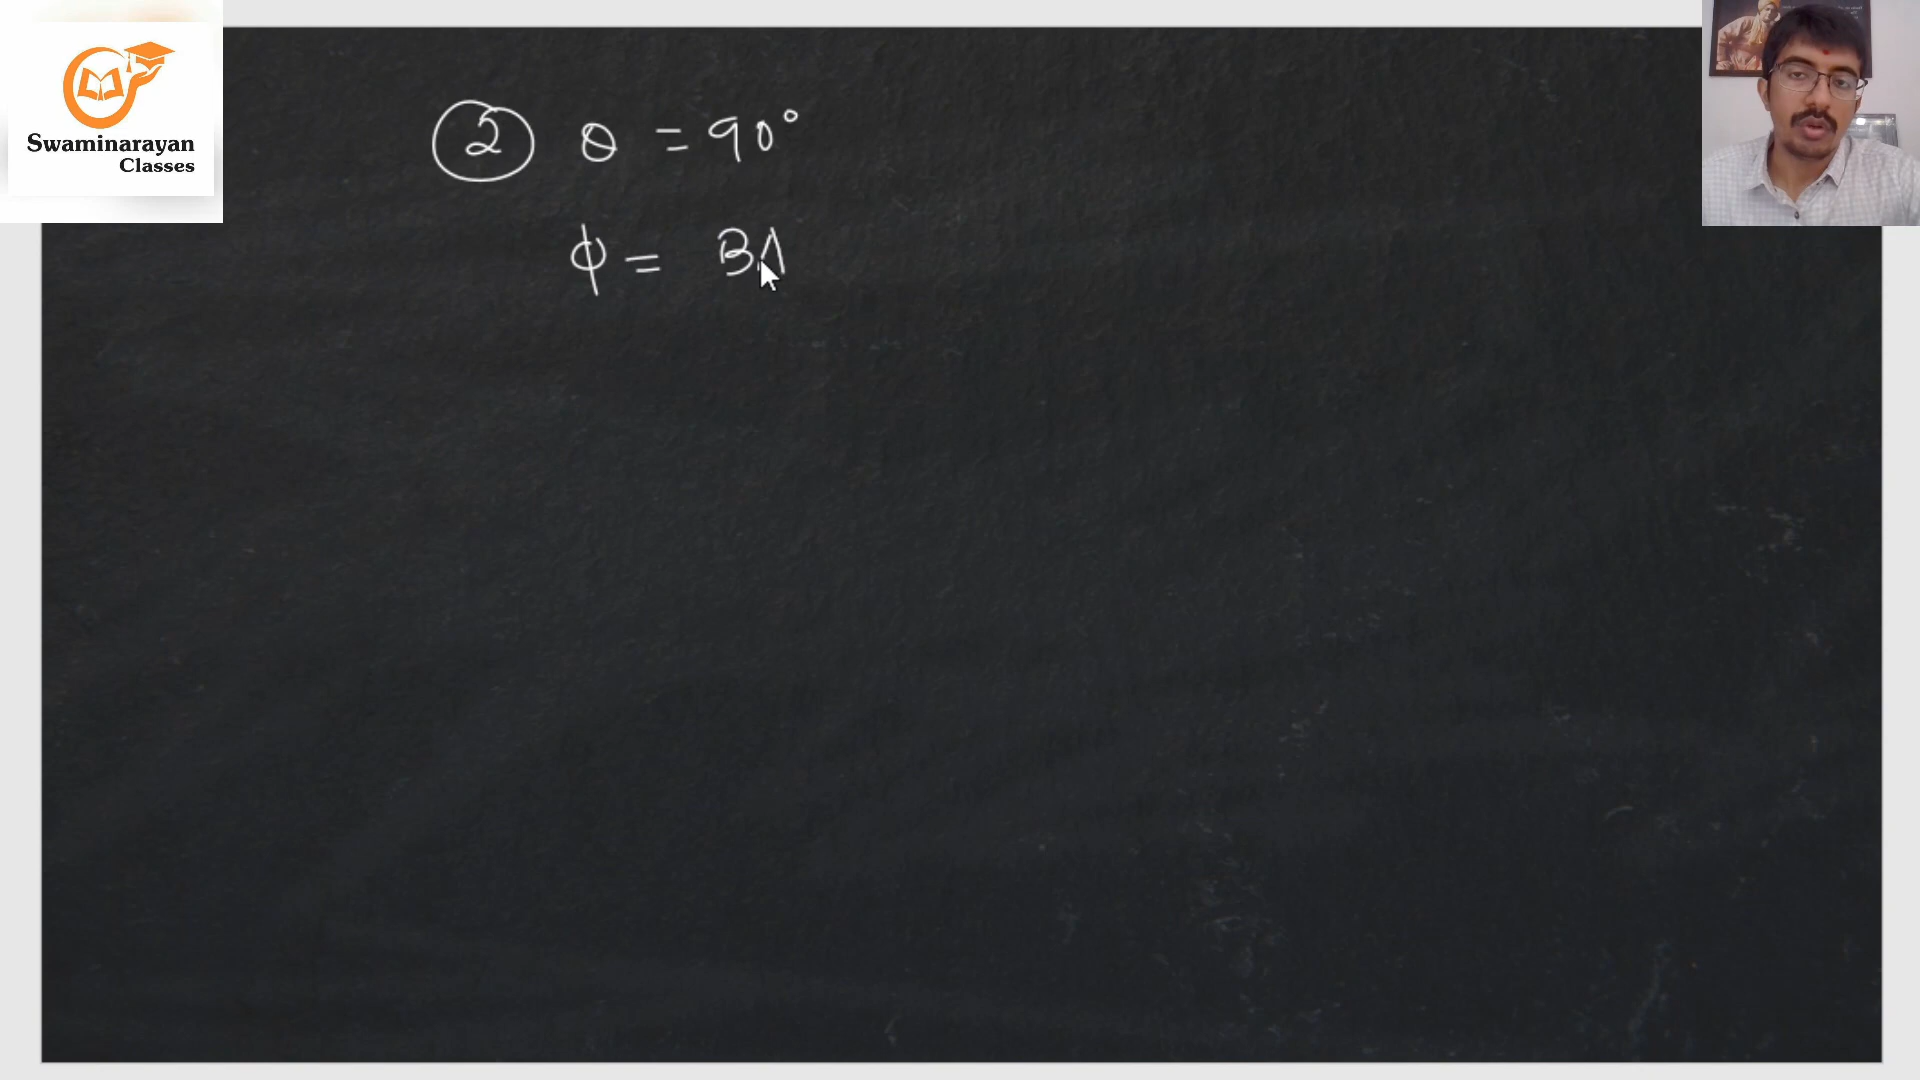 Swaminarayan
Classes
② θ = 90°
ϕ = BA